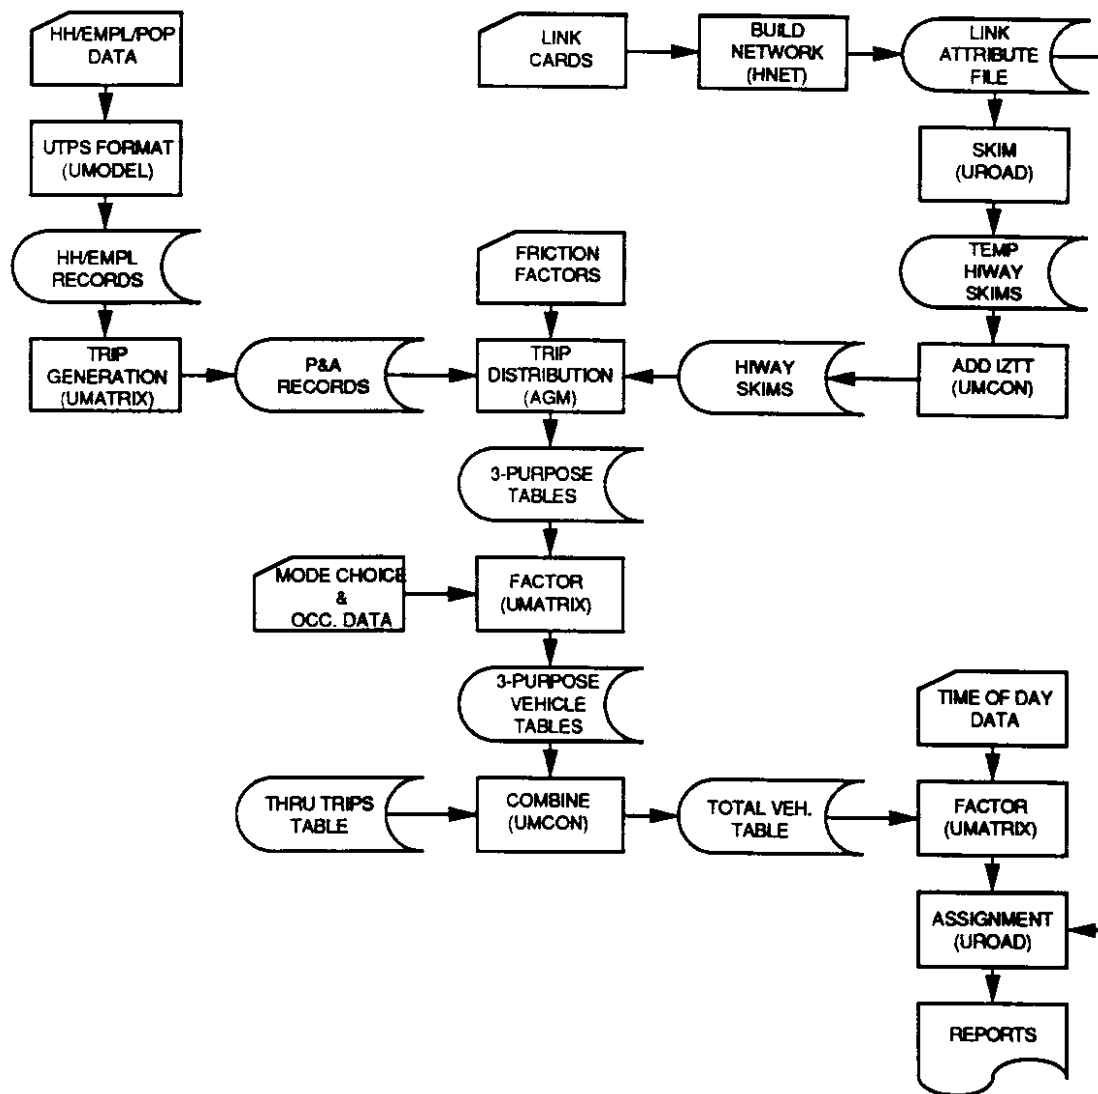 HH/EMPL/POP
DATA
LINK
CARDS
BUILD
NETWORK
(HNET)
LINK
ATTRIBUTE
FILE
UTPS FORMAT
(UMODEL)
SKIM
(UROAD)
HH/EMPL
RECORDS
FRICTION
FACTORS
TEMP
HIWAY
SKIMS
TRIP
GENERATION
(UMATRIX)
P&A
RECORDS
TRIP
DISTRIBUTION
(AGM)
HIWAY
SKIMS
ADD IZTT
(UMCON)
3-PURPOSE
TABLES
MODE CHOICE
&
OCC. DATA
FACTOR
(UMATRIX)
3-PURPOSE
VEHICLE
TABLES
TIME OF DAY
DATA
THRU TRIPS
TABLE
COMBINE
(UMCON)
TOTAL VEH.
TABLE
FACTOR
(UMATRIX)
ASSIGNMENT
(UROAD)
REPORTS